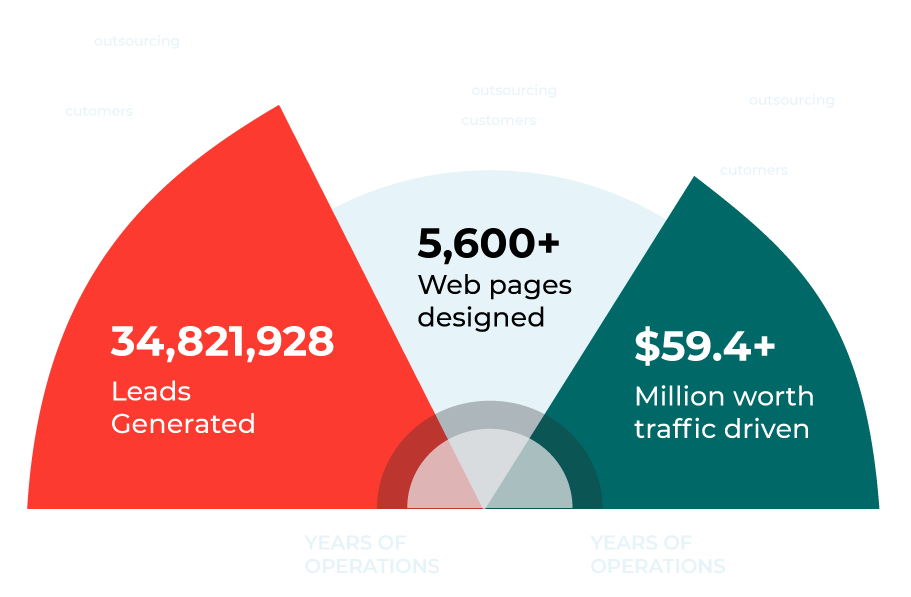 outsourcing
cutomers
outsourcing
customers
outsourcing
cutomers
5,600+
Web pages
designed
34,821,928
Leads
Generated
$59.4+
Million worth
traffic driven
YEARS OF
OPERATIONS
YEARS OF
OPERATIONS